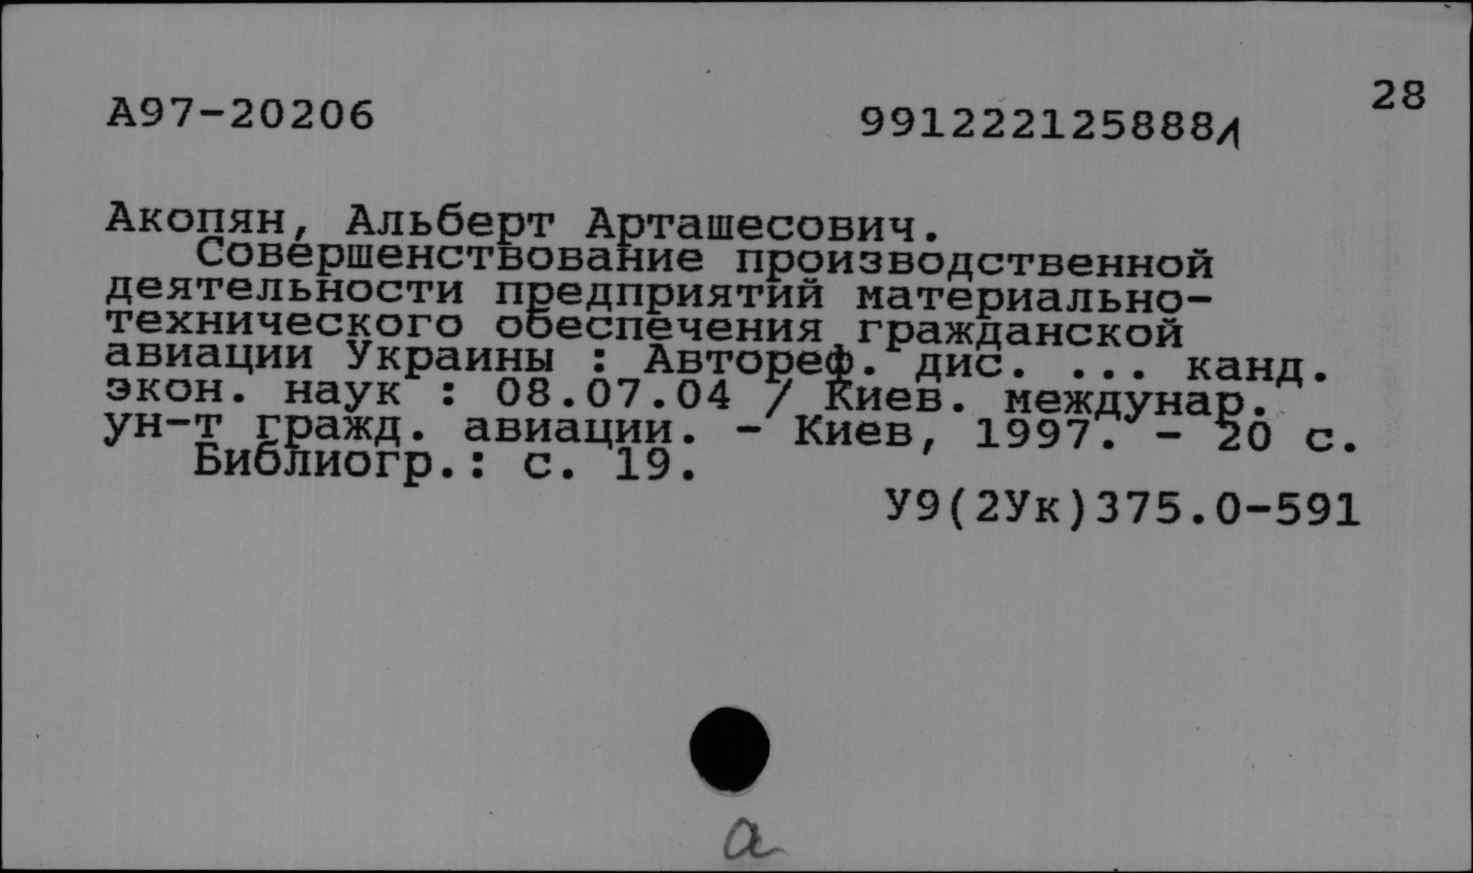 28
А97-20206 991222125888Л
Акопян, Альберт Арташесович.
Совершенствование производственной
деятельности предприятий материально-
технического обеспечения гражданской
авиации Украины : Автореф. дис. ... канд.
экон. наук : 08.07.04 / Киев. междунар.
ун-т гражд. авиации. - Киев, 1997. - 20 с.
Библиогр.: с. 19.
У9(2Ук)375.0-591
а